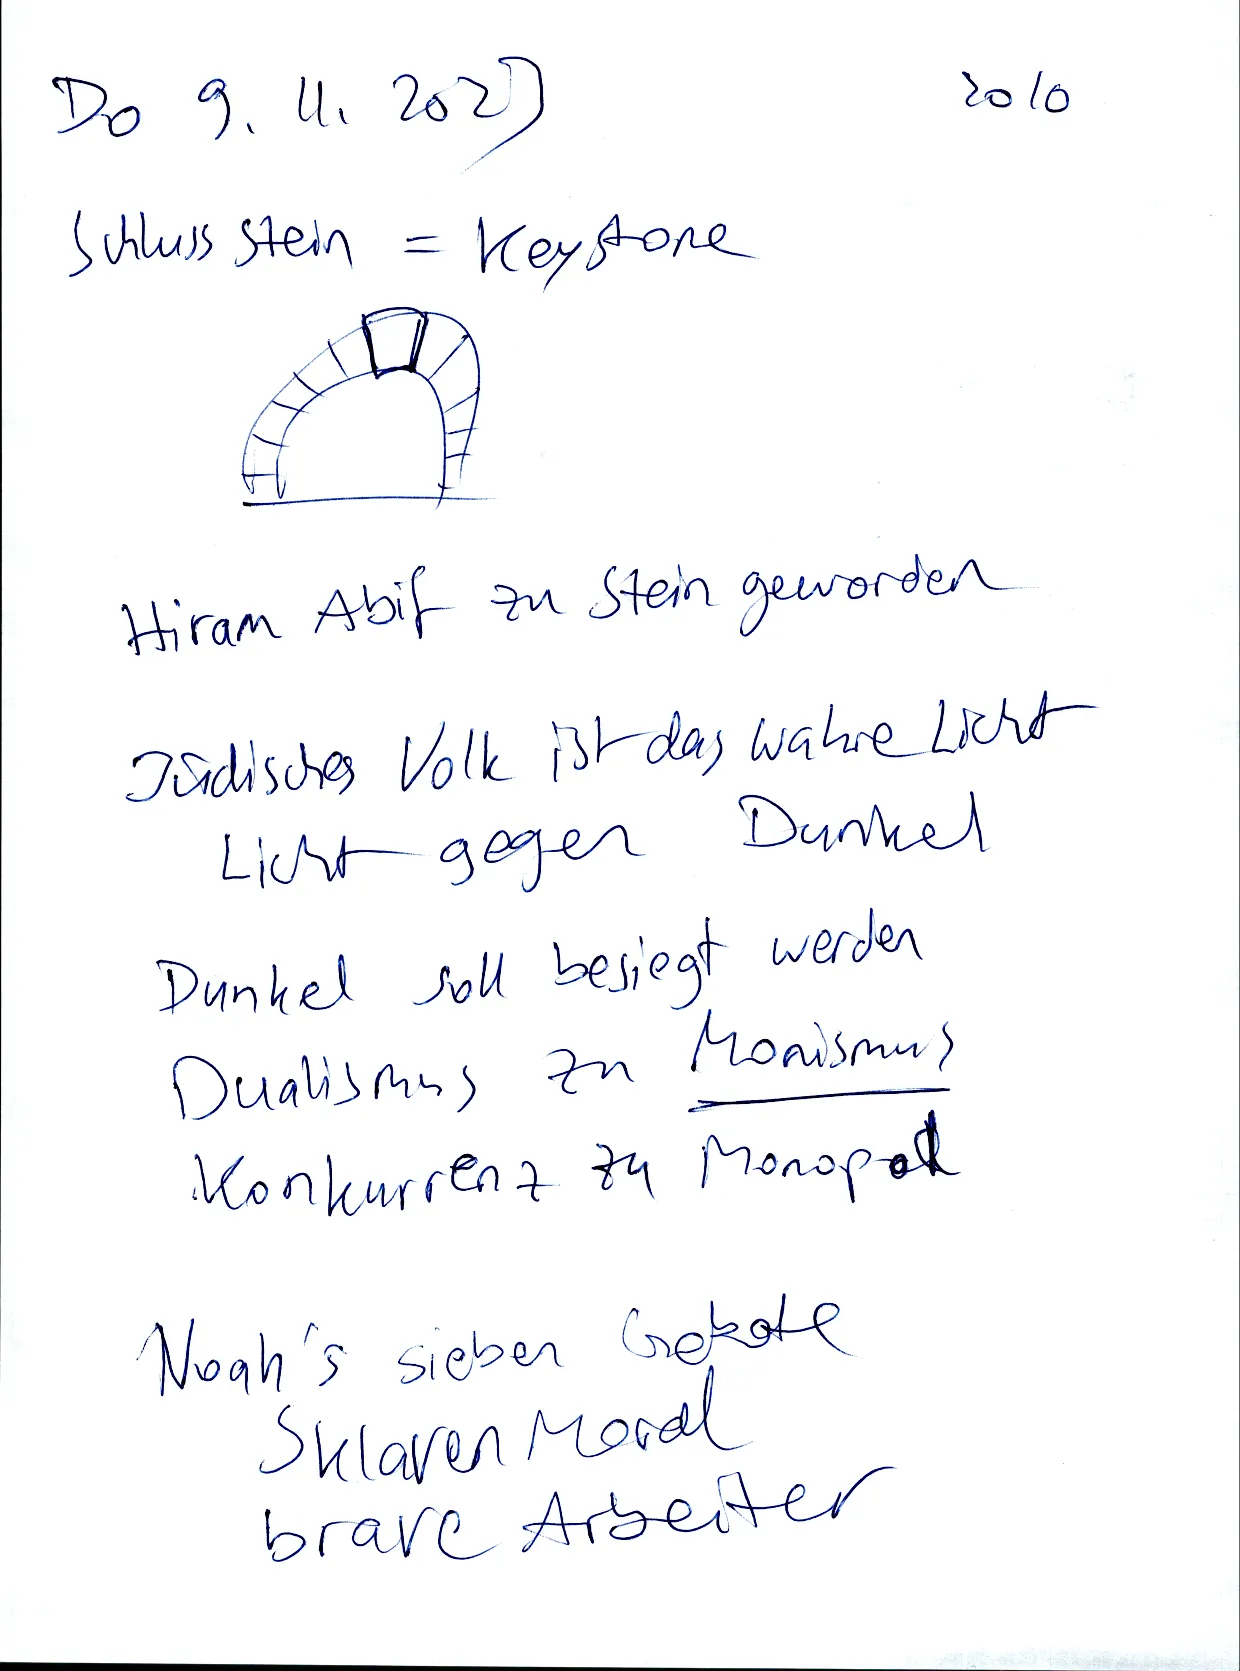 Do 9. 11. 2023 2010
Schluss stein = Keystone
Hiram Abif zu Stein geworden
Jüdisches Volk ist das wahre Licht
Licht gegen Dunkel
Dunkel soll besiegt werden
Dualismus zu Monismus
Konkurrenz zu Monopol
Noah's sieben Gebote
Sklaven Moral
brave Arbeiter